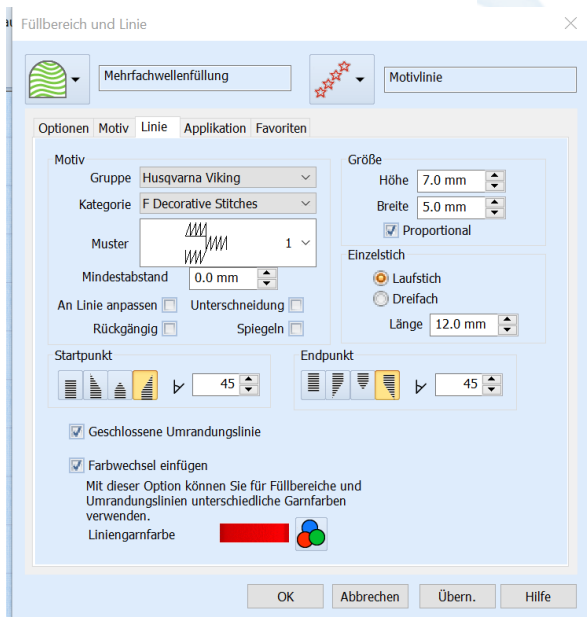 Füllbereich und Linie
Mehrfachwellenfüllung
Motivlinie
Optionen Motiv Linie Applikation Favoriten
Motiv
Gruppe Husqvarna Viking
Kategorie F Decorative Stitches
Muster 1
Mindestabstand 0.0 mm
An Linie anpassen Unterschneidung
Rückgängig Spiegeln
Größe
Höhe 7.0 mm
Breite 5.0 mm
Proportional
Einzelstich
Laufstich
Dreifach
Länge 12.0 mm
Startpunkt
45
Endpunkt
45
Geschlossene Umrandungslinie
Farbwechsel einfügen
Mit dieser Option können Sie für Füllbereiche und
Umrandungslinien unterschiedliche Garnfarben
verwenden.
Liniengarnfarbe
OK Abbrechen Übern. Hilfe